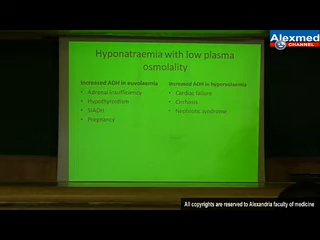 Alexmed
CHANNEL
Hyponatraemia with low plasma
osmolality
Increased ADH in euvolaemia
• Adrenal insufficiency
• Hypothyroidism
• SIADH
• Pregnancy
Increased ADH in hypervolaemia
• Cardiac failure
• Cirrhosis
• Nephrotic syndrome
All copyrights are reserved to Alexandria faculty of medicine